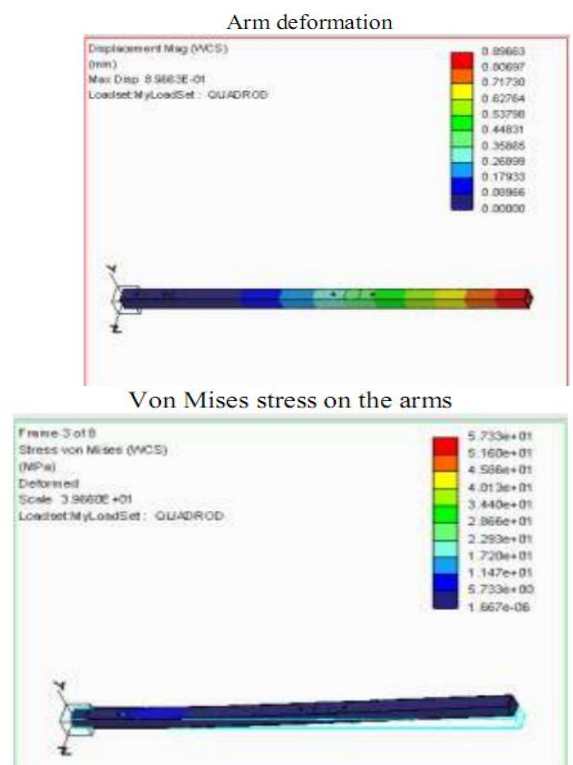 Arm deformation
Displacement Mag (WCS)
(mm)
Max Disp 8.9663E-01
Loadset:MyLoadSet : QUADROD
0.89663
0.80697
0.71730
0.62764
0.53798
0.44831
0.35865
0.26899
0.17933
0.08966
0.00000
Y
Z
Von Mises stress on the arms
Frame 3 of 8
Stress von Mises (WCS)
(MPa)
Deformed
Scale 3.9660E+01
Loadset:MyLoadSet : QUADROD
5.733e+01
5.160e+01
4.586e+01
4.013e+01
3.440e+01
2.866e+01
2.293e+01
1.720e+01
1.147e+01
5.733e+00
1.667e-06
Y
Z